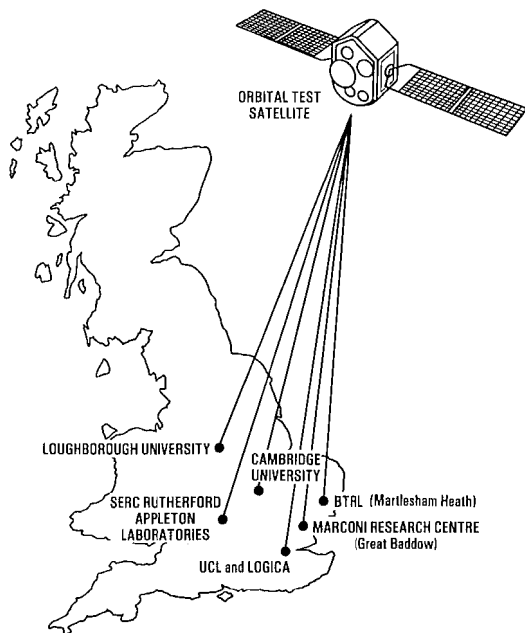 ORBITAL TEST
SATELLITE
LOUGHBOROUGH UNIVERSITY
CAMBRIDGE
UNIVERSITY
SERC RUTHERFORD
APPLETON
LABORATORIES
BTRL (Martlesham Heath)
MARCONI RESEARCH CENTRE
(Great Baddow)
UCL and LOGICA